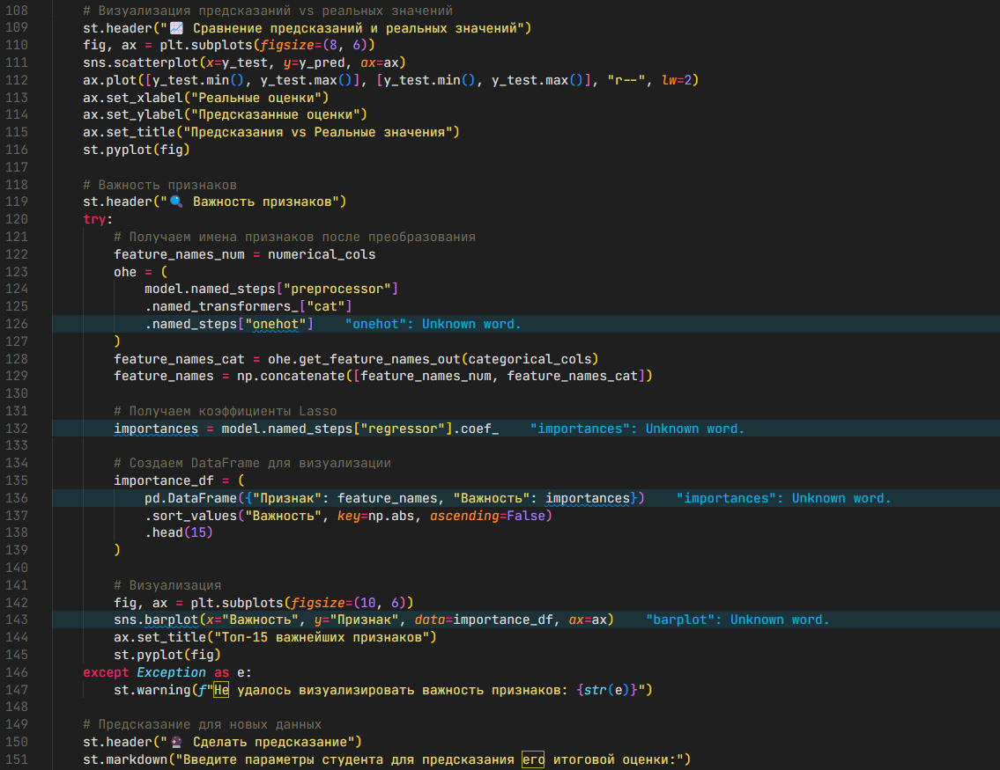 108 # Визуализация предсказаний vs реальных значений
109 st.header("📈 Сравнение предсказаний и реальных значений")
110 fig, ax = plt.subplots(figsize=(8, 6))
111 sns.scatterplot(x=y_test, y=y_pred, ax=ax)
112 ax.plot([y_test.min(), y_test.max()], [y_test.min(), y_test.max()], "r--", lw=2)
113 ax.set_xlabel("Реальные оценки")
114 ax.set_ylabel("Предсказанные оценки")
115 ax.set_title("Предсказания vs Реальные значения")
116 st.pyplot(fig)
117
118 # Важность признаков
119 st.header("🔍 Важность признаков")
120 try:
121 # Получаем имена признаков после преобразования
122 feature_names_num = numerical_cols
123 ohe = (
124 model.named_steps["preprocessor"]
125 .named_transformers_["cat"]
126 .named_steps["onehot"] "onehot": Unknown word.
127 )
128 feature_names_cat = ohe.get_feature_names_out(categorical_cols)
129 feature_names = np.concatenate([feature_names_num, feature_names_cat])
130
131 # Получаем коэффициенты Lasso
132 importances = model.named_steps["regressor"].coef_ "importances": Unknown word.
133
134 # Создаем DataFrame для визуализации
135 importance_df = (
136 pd.DataFrame({"Признак": feature_names, "Важность": importances}) "importances": Unknown word.
137 .sort_values("Важность", key=np.abs, ascending=False)
138 .head(15)
139 )
140
141 # Визуализация
142 fig, ax = plt.subplots(figsize=(10, 6))
143 sns.barplot(x="Важность", y="Признак", data=importance_df, ax=ax) "barplot": Unknown word.
144 ax.set_title("Топ-15 важнейших признаков")
145 st.pyplot(fig)
146 except Exception as e:
147 st.warning(f"Не удалось визуализировать важность признаков: {str(e)}")
148
149 # Предсказание для новых данных
150 st.header("🔮 Сделать предсказание")
151 st.markdown("Введите параметры студента для предсказания его итоговой оценки:")